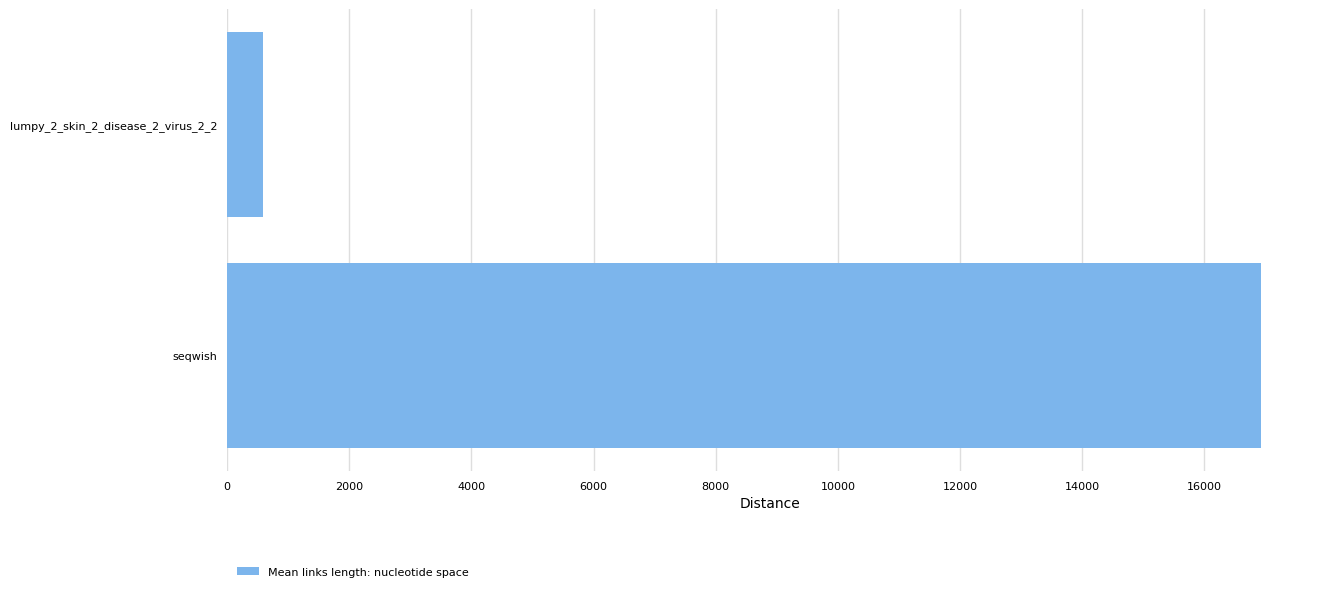 lumpy_2_skin_2_disease_2_virus_2_2
seqwish
0 2000 4000 6000 8000 10000 12000 14000 16000
Distance
Mean links length: nucleotide space